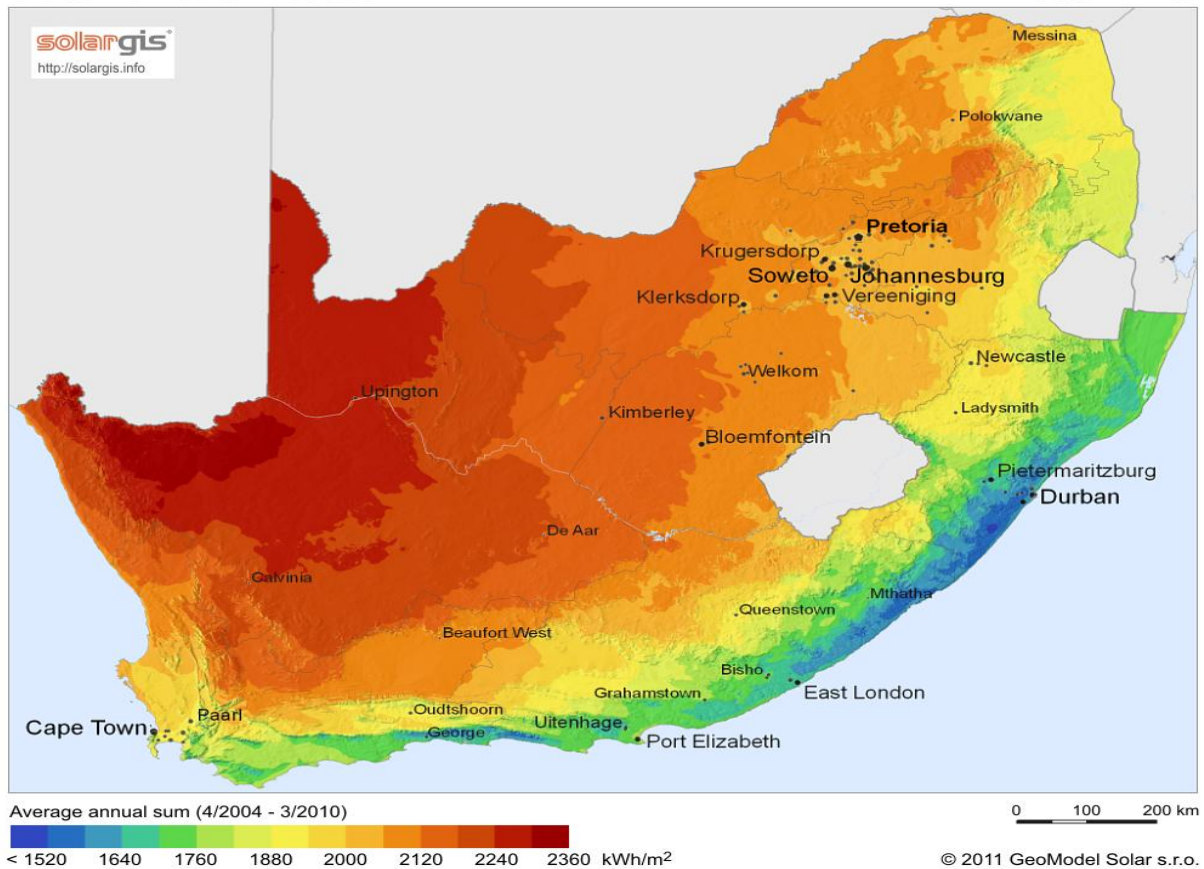 solargis
http://solargis.info
Messina
Polokwane
Pretoria
Krugersdorp
Soweto Johannesburg
Klerksdorp Vereeniging
Newcastle
Welkom
Upington
Kimberley
Ladysmith
Bloemfontein
Pietermaritzburg
Durban
De Aar
Calvinia
Mthatha
Queenstown
Beaufort West
Bisho
Grahamstown East London
Oudtshoorn
Paarl
Cape Town Uitenhage
George
Port Elizabeth
Average annual sum (4/2004 - 3/2010)
0 100 200 km
< 1520 1640 1760 1880 2000 2120 2240 2360 kWh/m²
© 2011 GeoModel Solar s.r.o.